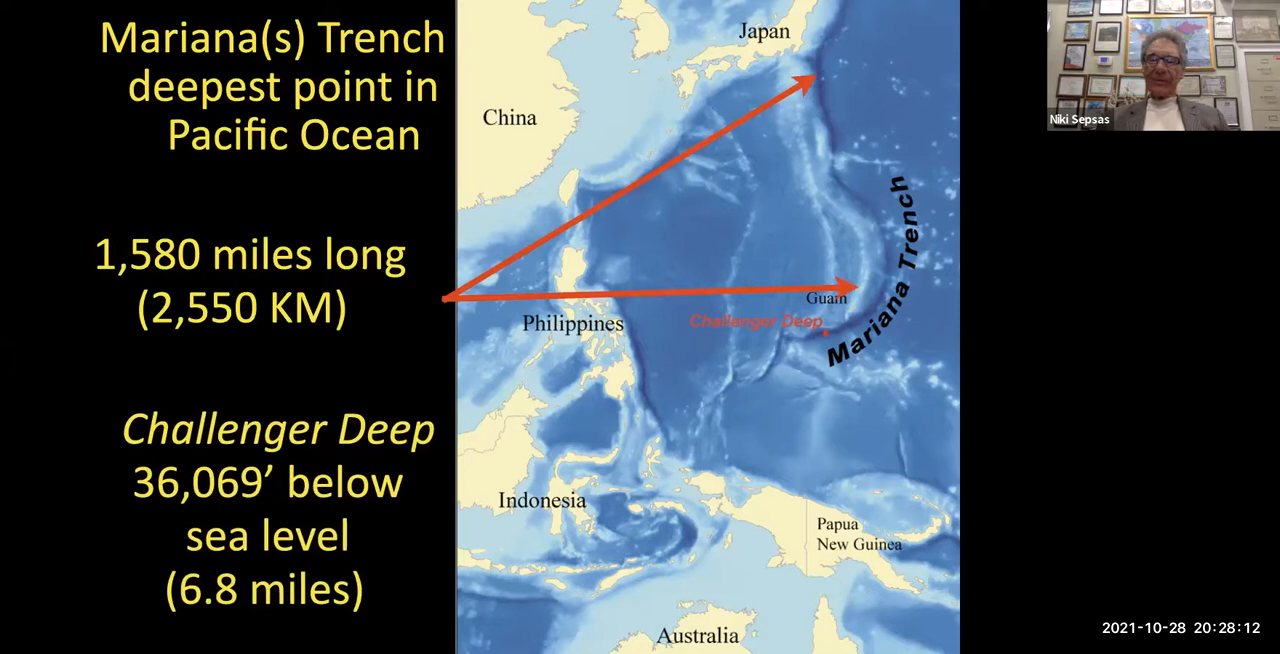 Mariana(s) Trench
deepest point in
Pacific Ocean
1,580 miles long
(2,550 KM)
Challenger Deep
36,069’ below
sea level
(6.8 miles)
Japan
China
Mariana Trench
Guam
Challenger Deep
Philippines
Indonesia
Papua
New Guinea
Australia
Niki Sepsas
2021-10-28 20:28:12